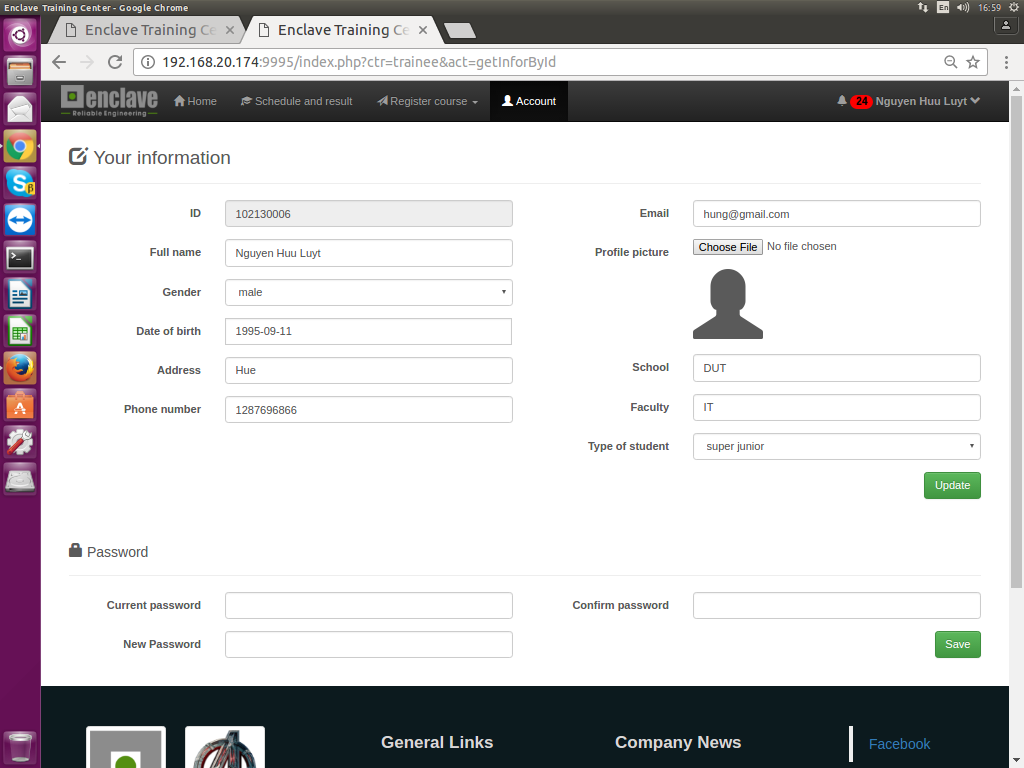 Enclave Training Center - Google Chrome
En
16:59
Enclave Training Ce
Enclave Training Ce
192.168.20.174:9995/index.php?ctr=trainee&act=getInforById
enclave
Reliable Engineering
Home
Schedule and result
Register course
Account
24
Nguyen Huu Luyt
Your information
ID
102130006
Email
hung@gmail.com
Full name
Nguyen Huu Luyt
Profile picture
Choose File No file chosen
Gender
male
Date of birth
1995-09-11
Address
Hue
School
DUT
Phone number
1287696866
Faculty
IT
Type of student
super junior
Update
Password
Current password
Confirm password
New Password
Save
General Links
Company News
Facebook